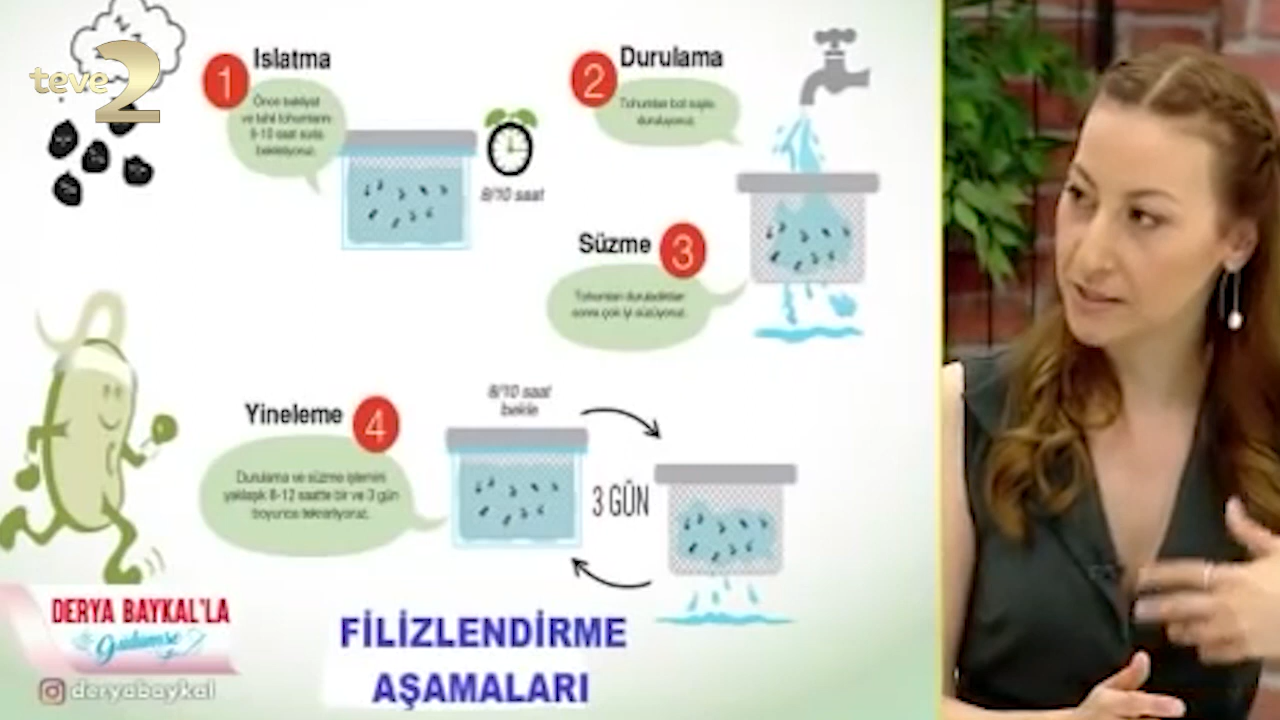 teve2
1
Islatma
Önce bakliyat
ve tahıl tohumlarını
8-10 saat suda
bekletiyoruz.
8/10 saat
2
Durulama
Tohumları bol suyla
duruluyoruz.
Süzme
3
Tohumları duruladıktan
sonra çok iyi süzüyoruz.
Yineleme
4
Durulama ve süzme işlemini
yaklaşık 8-12 saatte bir ve 3 gün
boyunca tekrarlıyoruz.
8/10 saat
bekle
3 GÜN
DERYA BAYKAL'LA
Gülümse
deryabaykal
FİLİZLENDİRME
AŞAMALARI